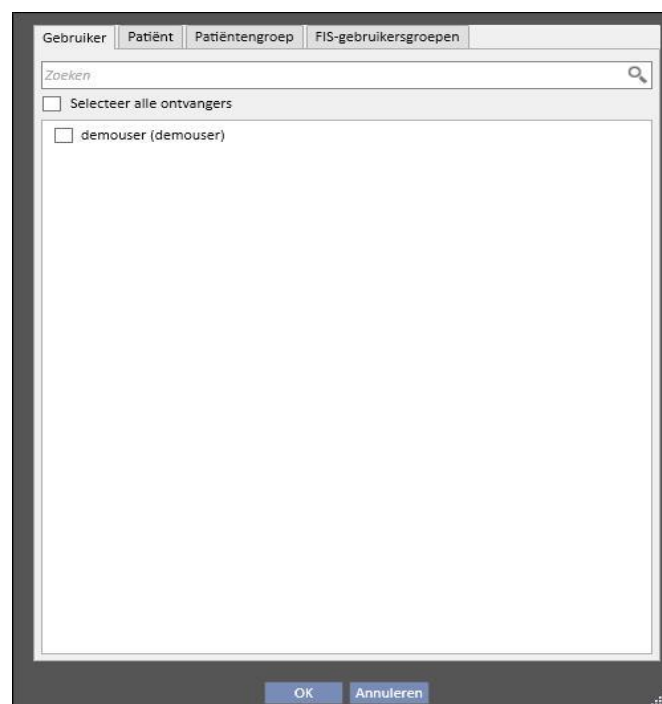 Gebruiker Patiënt Patiëntengroep FIS-gebruikersgroepen
Zoeken
Selecteer alle ontvangers
demouser (demouser)
OK Annuleren